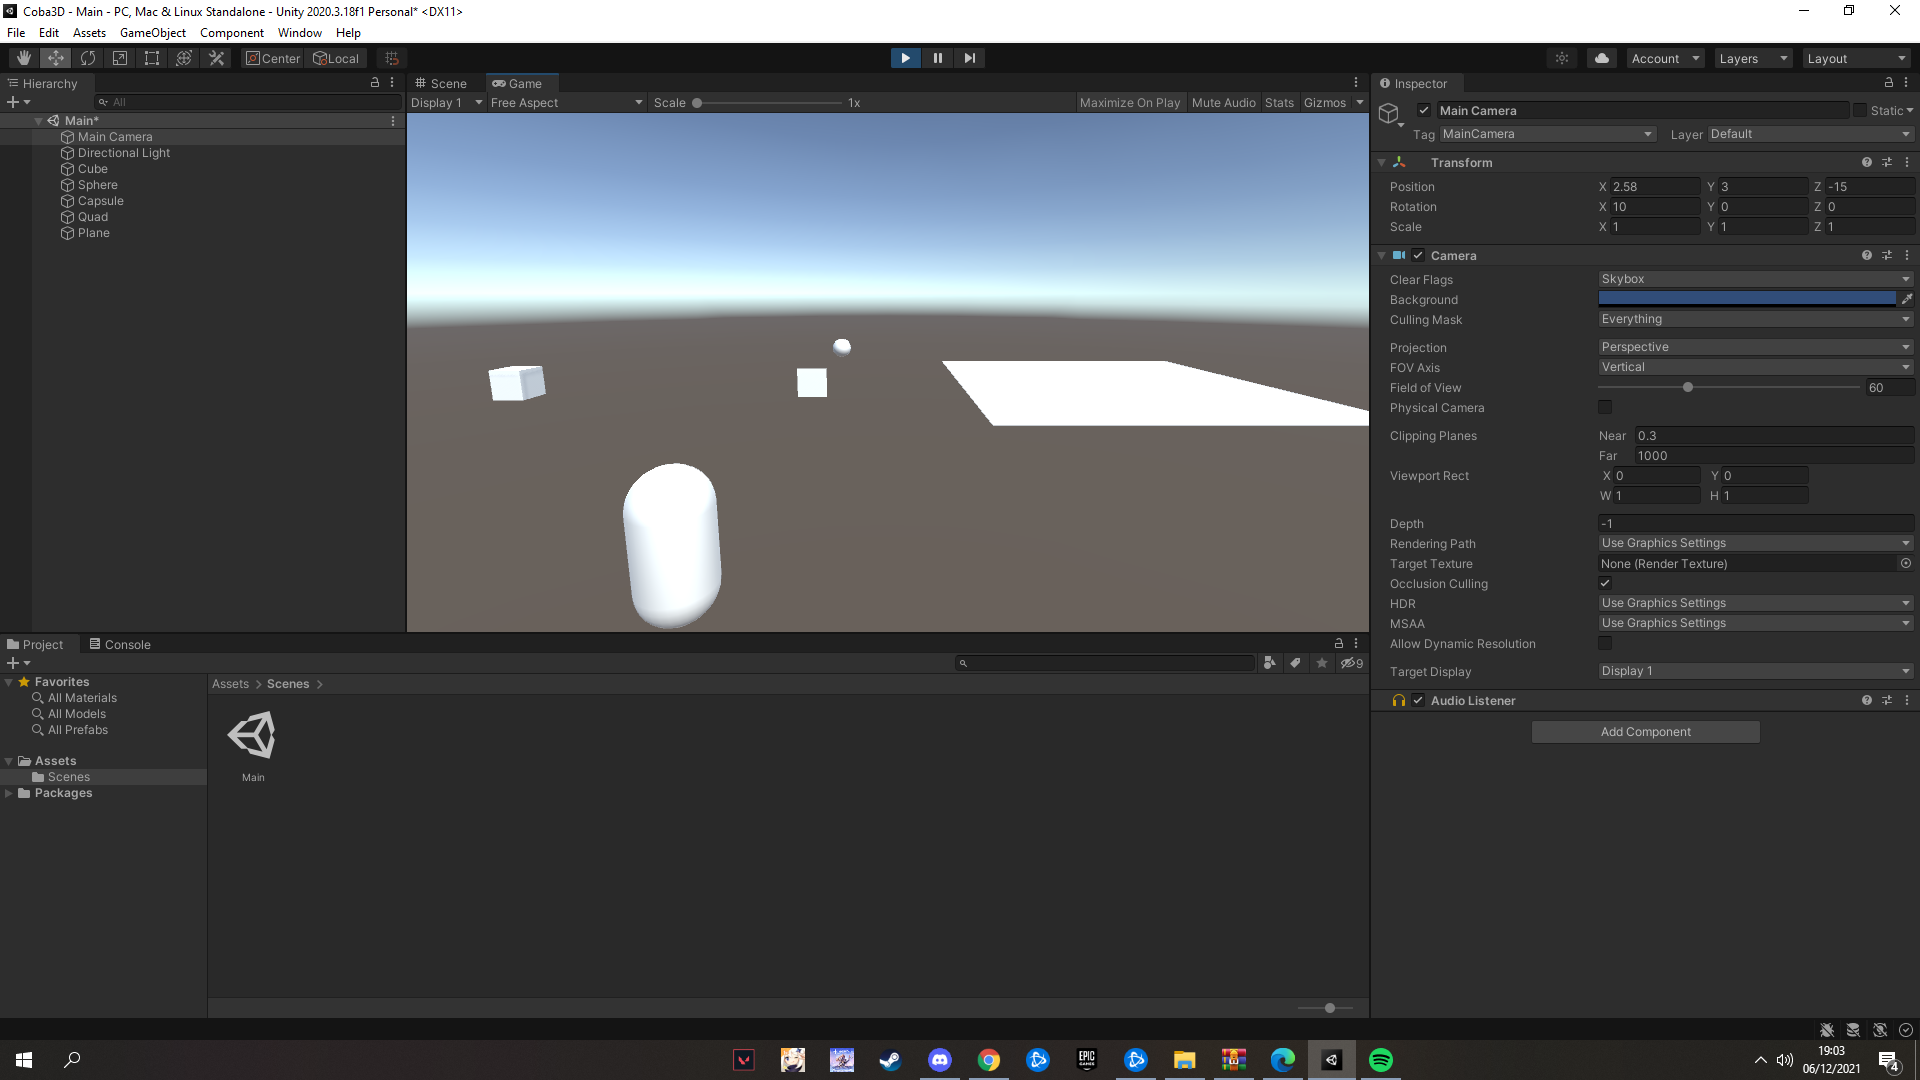 Coba3D - Main - PC, Mac & Linux Standalone - Unity 2020.3.18f1 Personal* <DX11>
File Edit Assets GameObject Component Window Help
Center Local Account Layers Layout
Hierarchy
All
Main*
Main Camera
Directional Light
Cube
Sphere
Capsule
Quad
Plane
Scene Game
Display 1 Free Aspect Scale 1x Maximize On Play Mute Audio Stats Gizmos
Inspector
Main Camera Static
Tag MainCamera Layer Default
Transform
Position X 2.58 Y 3 Z -15
Rotation X 10 Y 0 Z 0
Scale X 1 Y 1 Z 1
Camera
Clear Flags Skybox
Background
Culling Mask Everything
Projection Perspective
FOV Axis Vertical
Field of View 60
Physical Camera
Clipping Planes Near 0.3
Far 1000
Viewport Rect X 0 Y 0
W 1 H 1
Depth -1
Rendering Path Use Graphics Settings
Target Texture None (Render Texture)
Occlusion Culling
HDR Use Graphics Settings
MSAA Use Graphics Settings
Allow Dynamic Resolution
Target Display Display 1
Audio Listener
Add Component
Project Console
9
Favorites
All Materials
All Models
All Prefabs
Assets
Scenes
Packages
Assets > Scenes >
Main
EPIC GAMES
19:03
06/12/2021
4